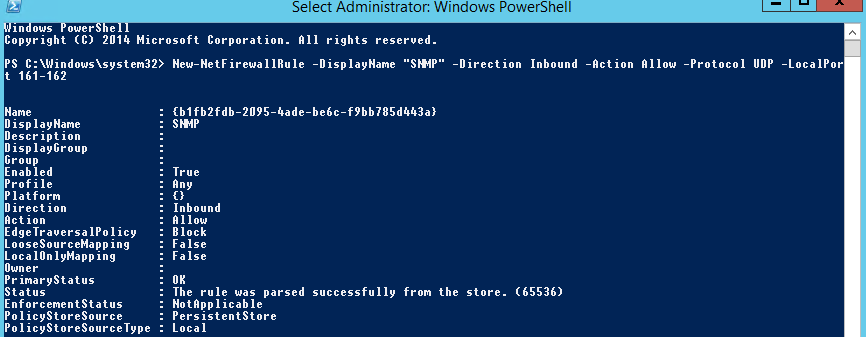 Select Administrator: Windows PowerShell
Windows PowerShell
Copyright (C) 2014 Microsoft Corporation. All rights reserved.
PS C:\Windows\system32> New-NetFirewallRule -DisplayName "SNMP" -Direction Inbound -Action Allow -Protocol UDP -LocalPor
t 161-162
Name : {b1fb2fdb-2095-4ade-be6c-f9bb785d443a}
DisplayName : SNMP
Description :
DisplayGroup :
Group :
Enabled : True
Profile : Any
Platform : {}
Direction : Inbound
Action : Allow
EdgeTraversalPolicy : Block
LooseSourceMapping : False
LocalOnlyMapping : False
Owner :
PrimaryStatus : OK
Status : The rule was parsed successfully from the store. (65536)
EnforcementStatus : NotApplicable
PolicyStoreSource : PersistentStore
PolicyStoreSourceType : Local